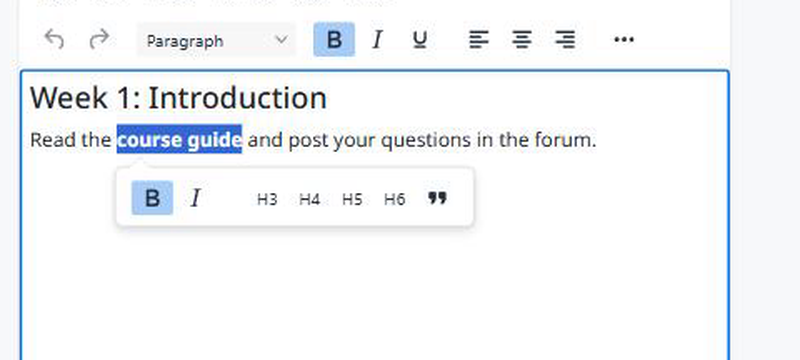 Paragraph B I U
Week 1: Introduction
Read the course guide and post your questions in the forum.
B I H3 H4 H5 H6